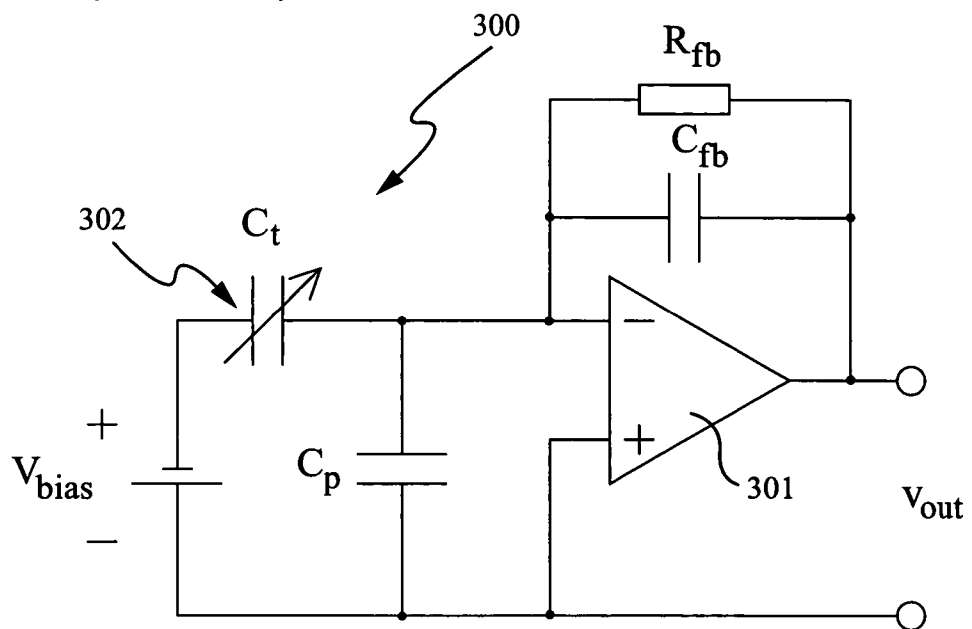 300
R_fb
C_fb
302
C_t
−
+
+
V_bias
−
C_p
301
v_out